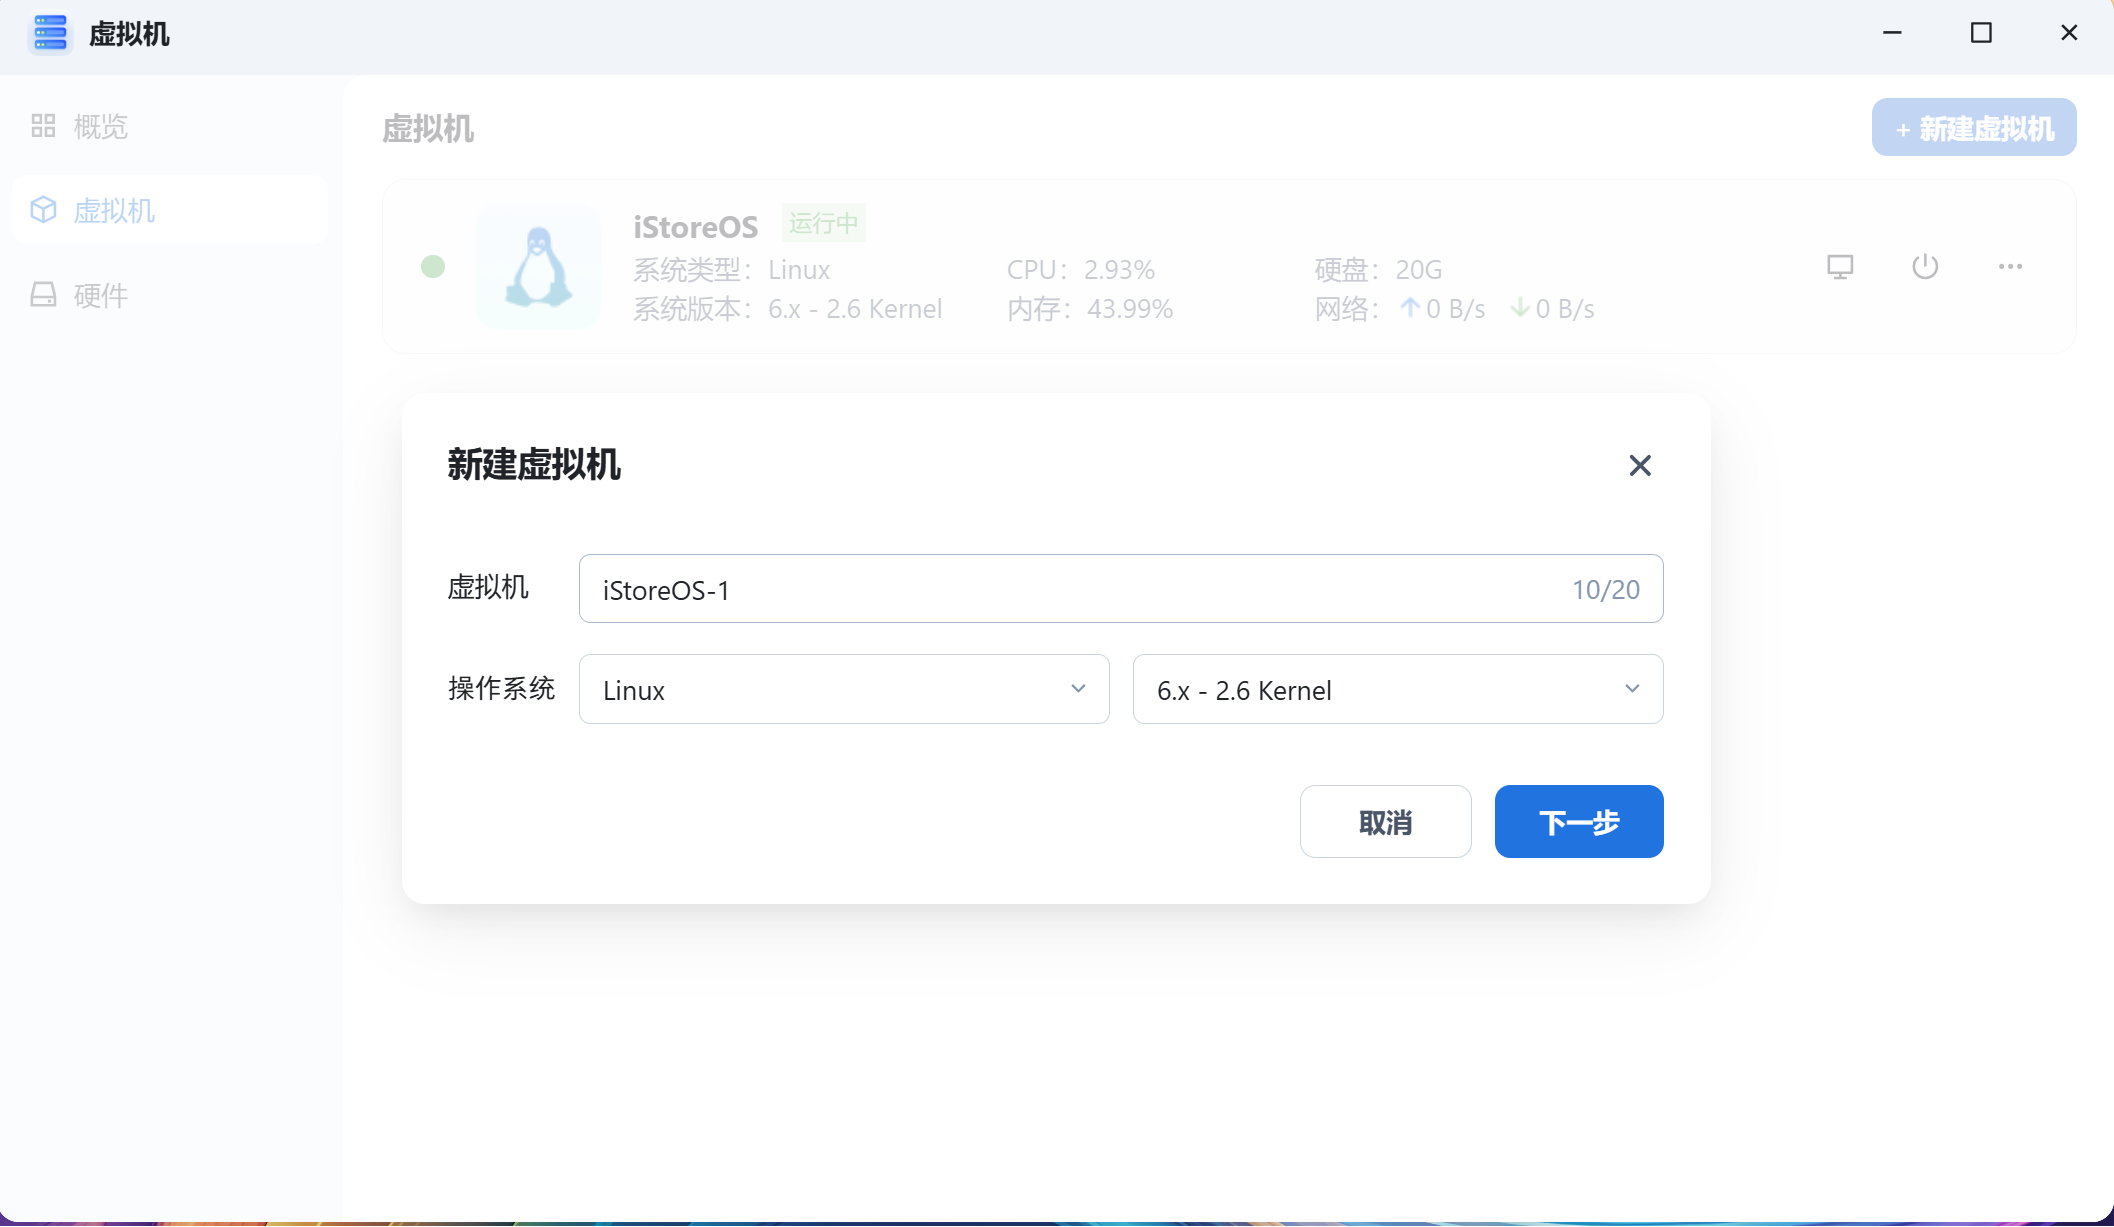 虚拟机
概览
虚拟机
硬件
虚拟机
+ 新建虚拟机
iStoreOS 运行中
系统类型：Linux CPU：2.93% 硬盘：20G
系统版本：6.x - 2.6 Kernel 内存：43.99% 网络：↑0 B/s ↓0 B/s
新建虚拟机
虚拟机 iStoreOS-1 10/20
操作系统 Linux 6.x - 2.6 Kernel
取消 下一步